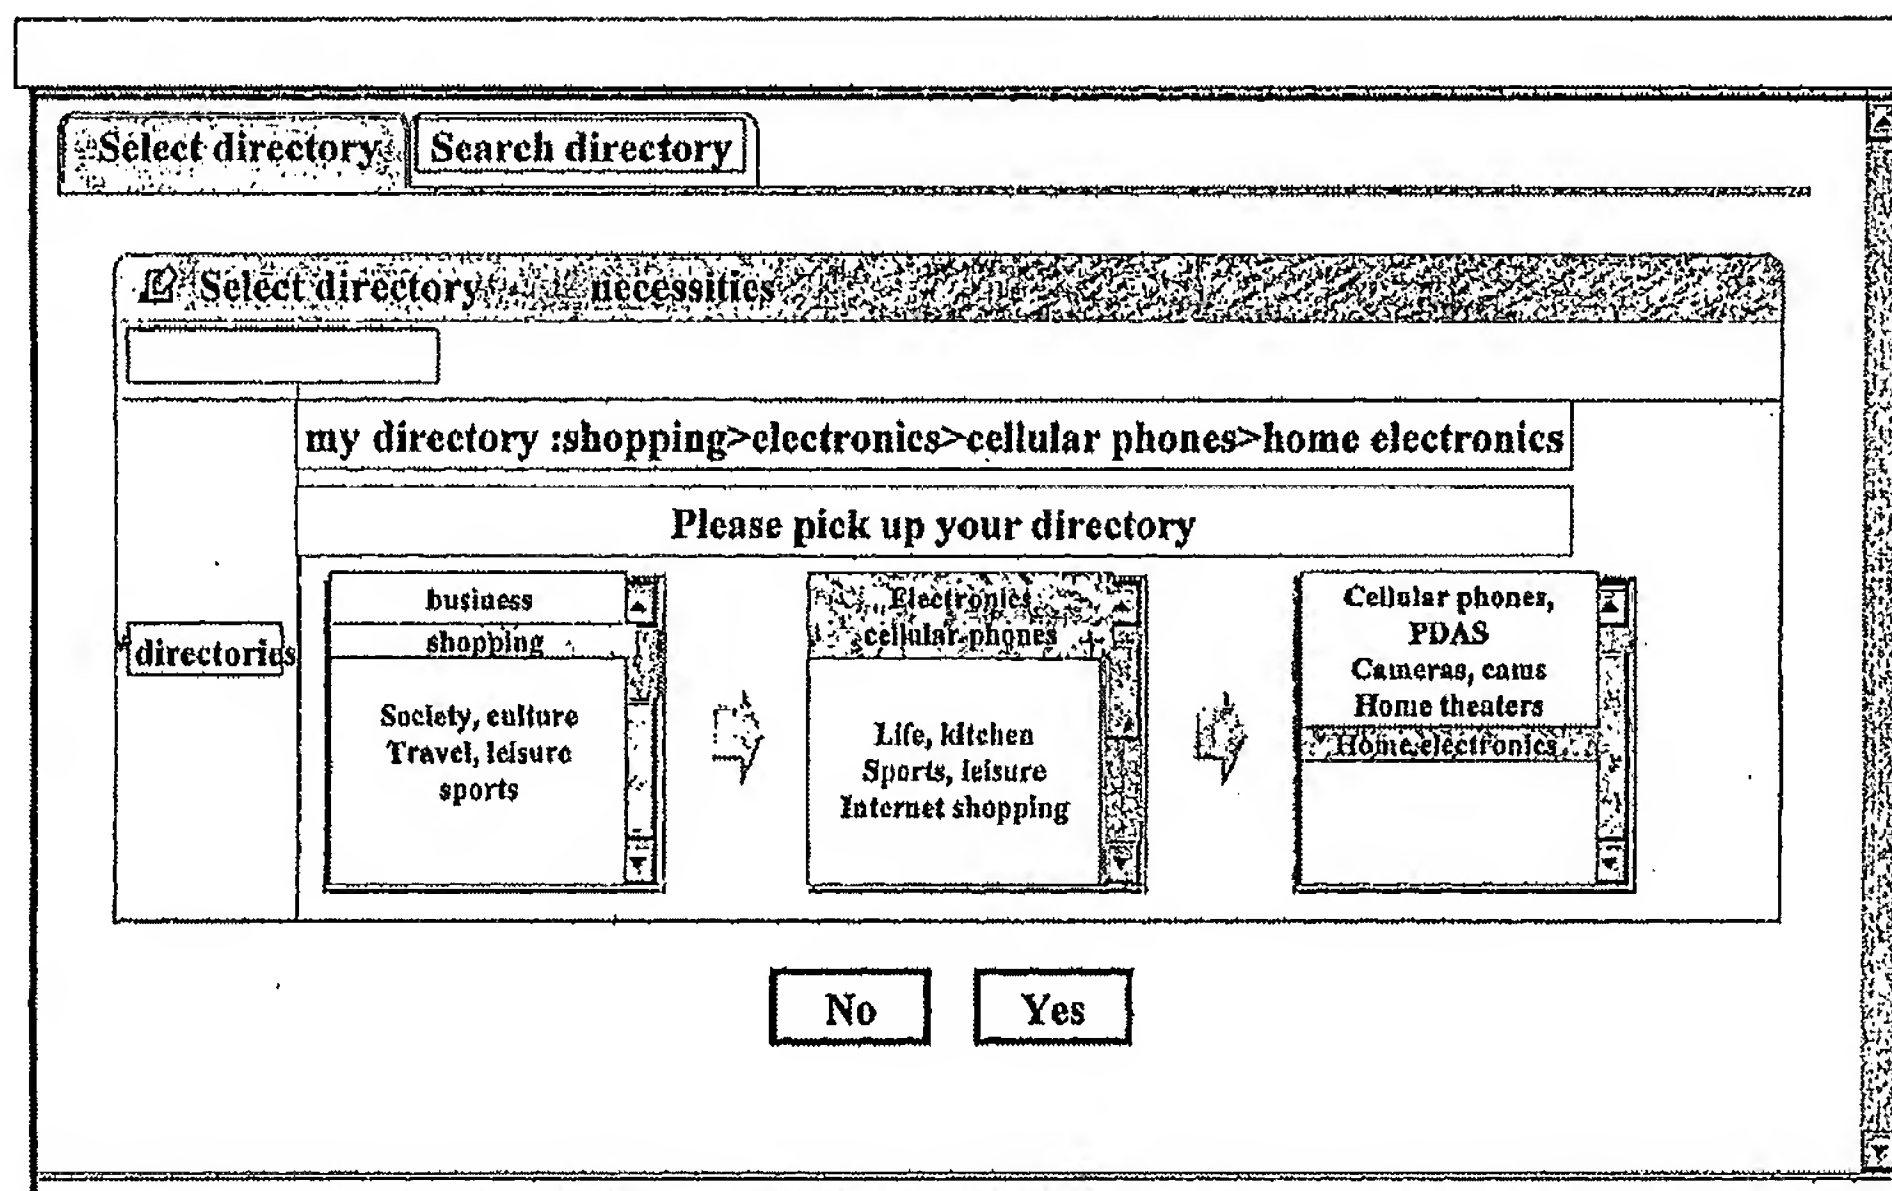 Select directory
Search directory
Select directory necessities
my directory :shopping>electronics>cellular phones>home electronics
Please pick up your directory
directories
business
shopping
Society, culture
Travel, leisure
sports
Electronics
cellular phones
Life, kitchen
Sports, leisure
Internet shopping
Cellular phones,
PDAS
Cameras, cams
Home theaters
Home electronics
No
Yes